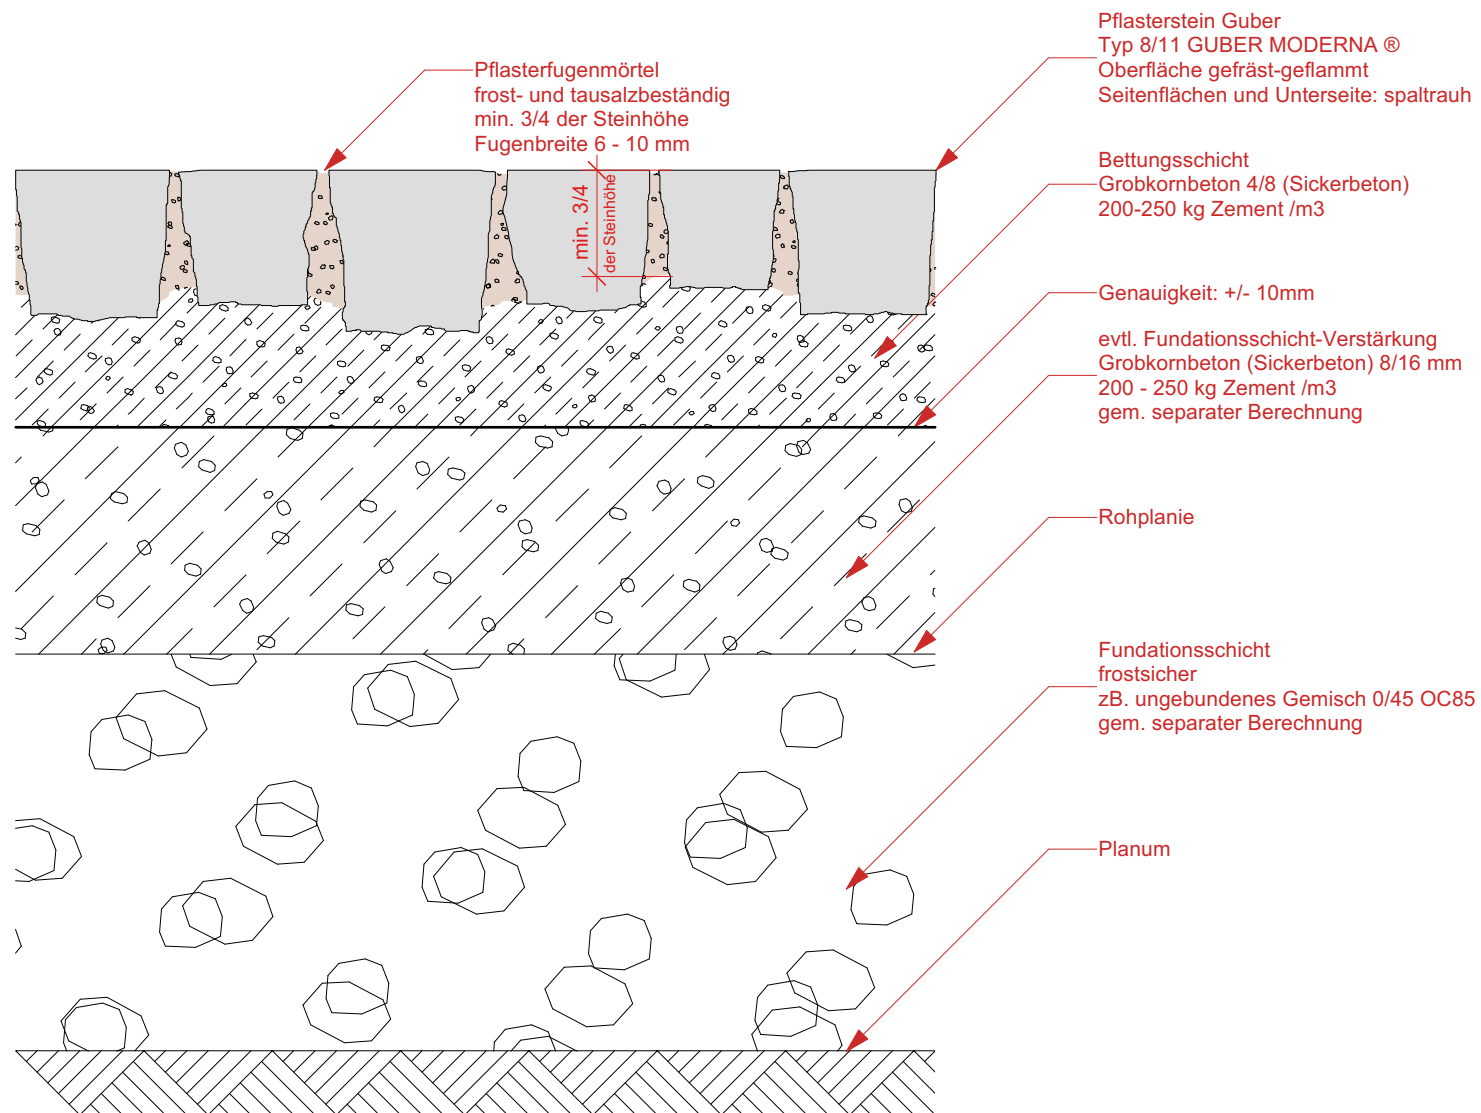 Pflasterfugenmörtel
frost- und tausalzbeständig
min. 3/4 der Steinhöhe
Fugenbreite 6 - 10 mm
min. 3/4
der Steinhöhe
Pflasterstein Guber
Typ 8/11 GUBER MODERNA ®
Oberfläche gefräst-geflammt
Seitenflächen und Unterseite: spaltrauh
Bettungsschicht
Grobkornbeton 4/8 (Sickerbeton)
200-250 kg Zement /m3
Genauigkeit: +/- 10mm
evtl. Fundationsschicht-Verstärkung
Grobkornbeton (Sickerbeton) 8/16 mm
200 - 250 kg Zement /m3
gem. separater Berechnung
Rohplanie
Fundationsschicht
frostsicher
zB. ungebundenes Gemisch 0/45 OC85
gem. separater Berechnung
Planum